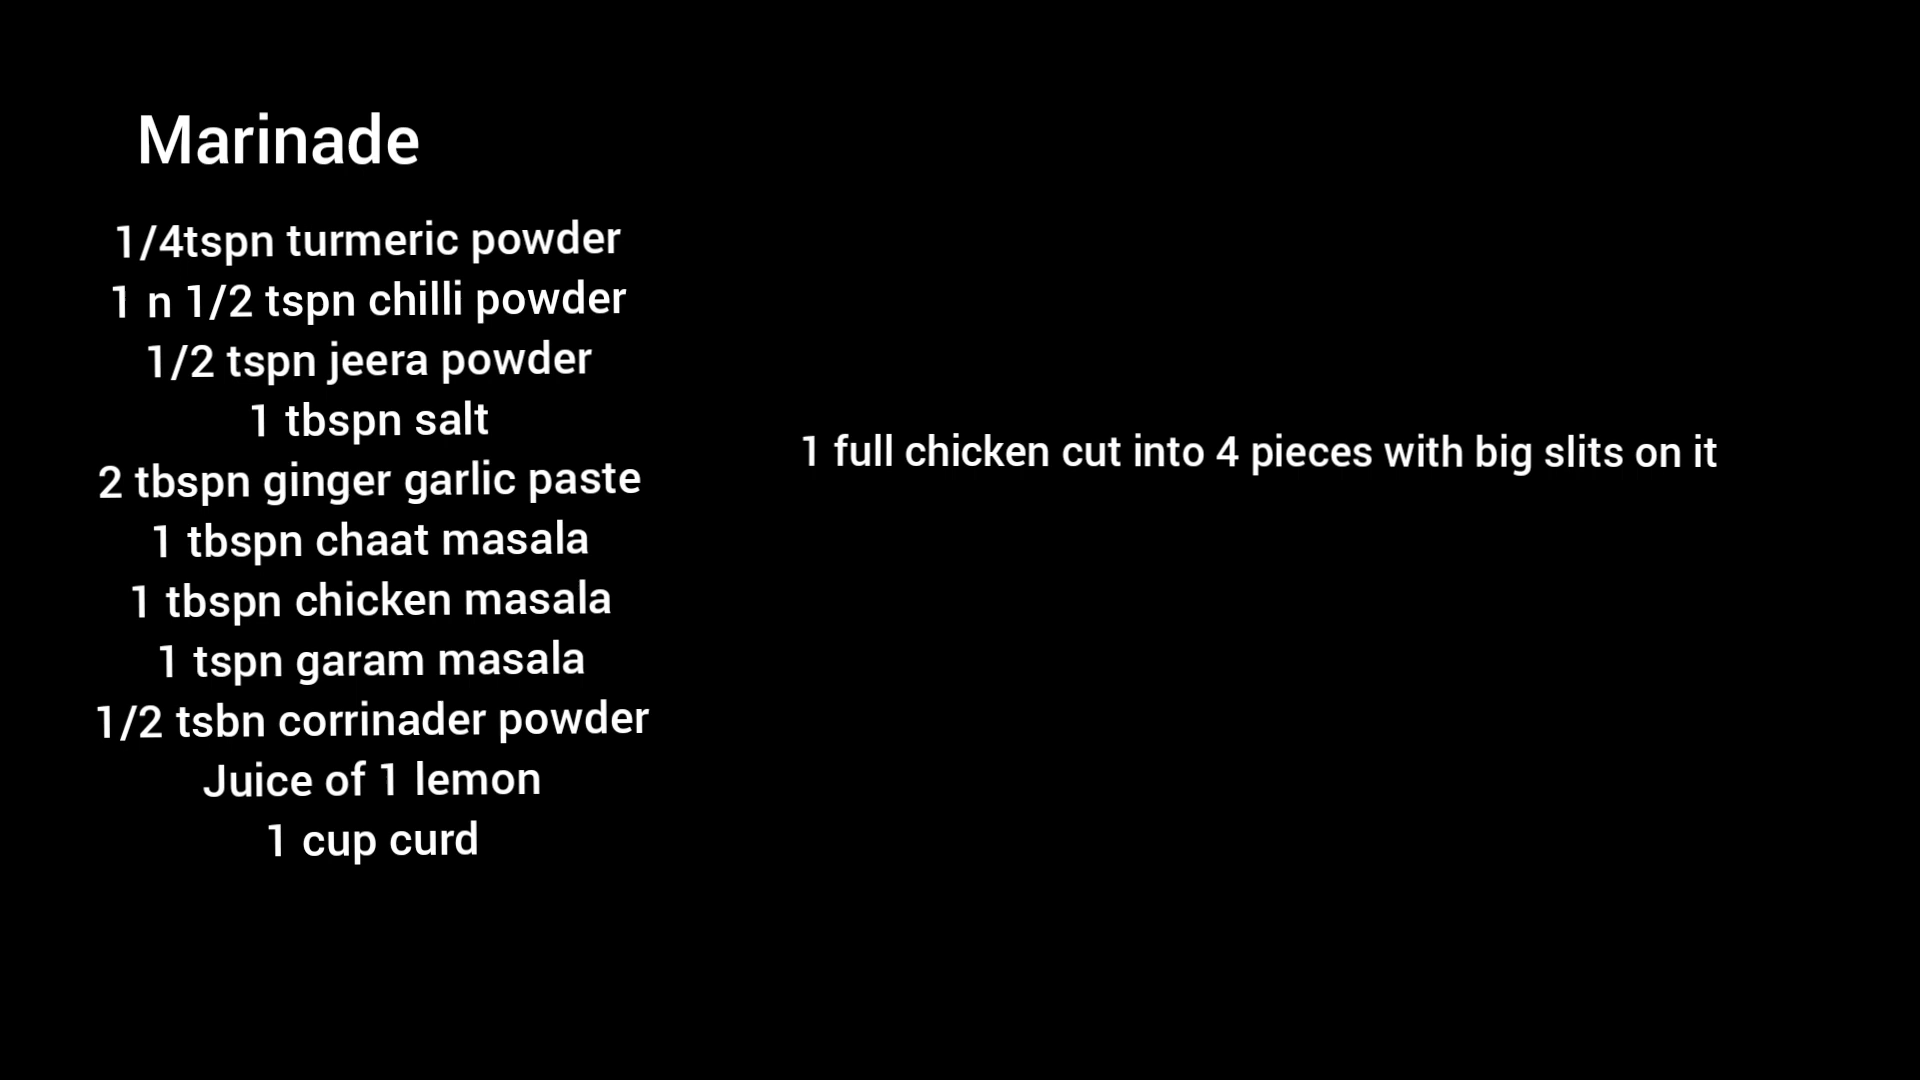 Marinade
1/4tspn turmeric powder
1 n 1/2 tspn chilli powder
1/2 tspn jeera powder
1 tbspn salt
2 tbspn ginger garlic paste
1 tbspn chaat masala
1 tbspn chicken masala
1 tspn garam masala
1/2 tsbn corrinader powder
Juice of 1 lemon
1 cup curd
1 full chicken cut into 4 pieces with big slits on it